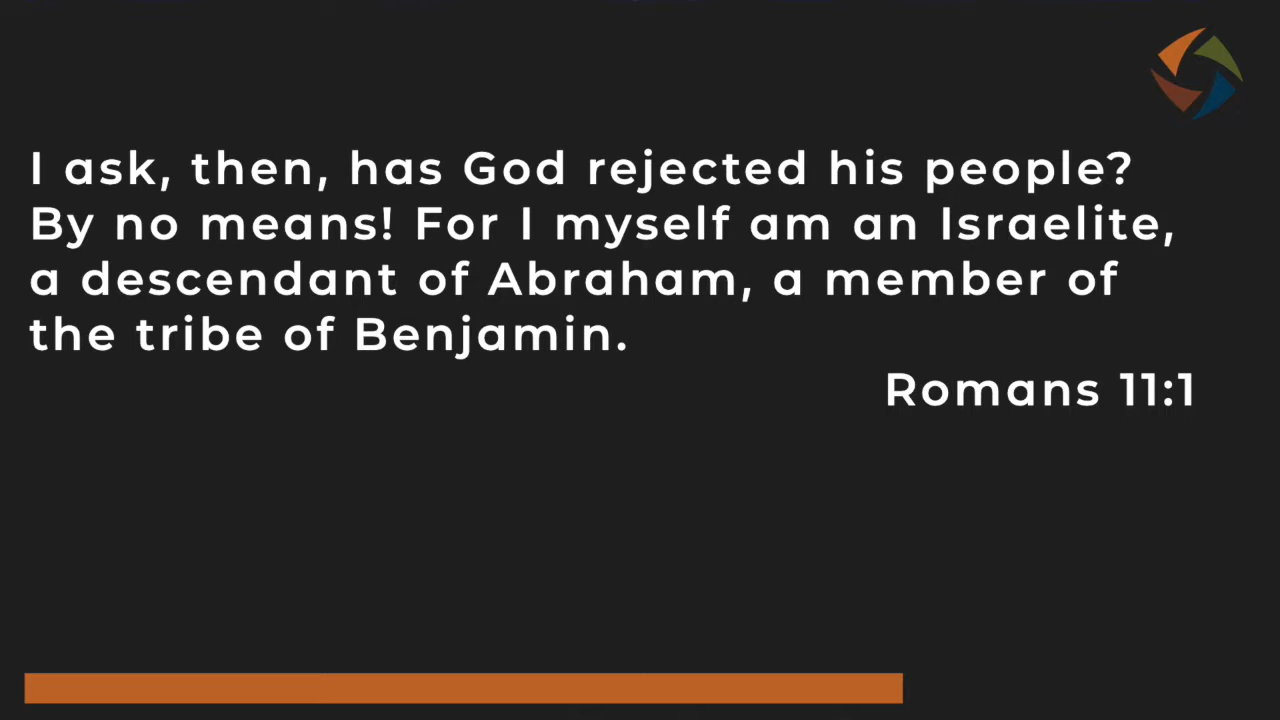 I ask, then, has God rejected his people?
By no means! For I myself am an Israelite,
a descendant of Abraham, a member of
the tribe of Benjamin.
Romans 11:1